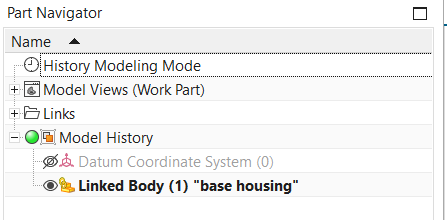 Part Navigator
Name
History Modeling Mode
Model Views (Work Part)
Links
Model History
Datum Coordinate System (0)
Linked Body (1) "base housing"